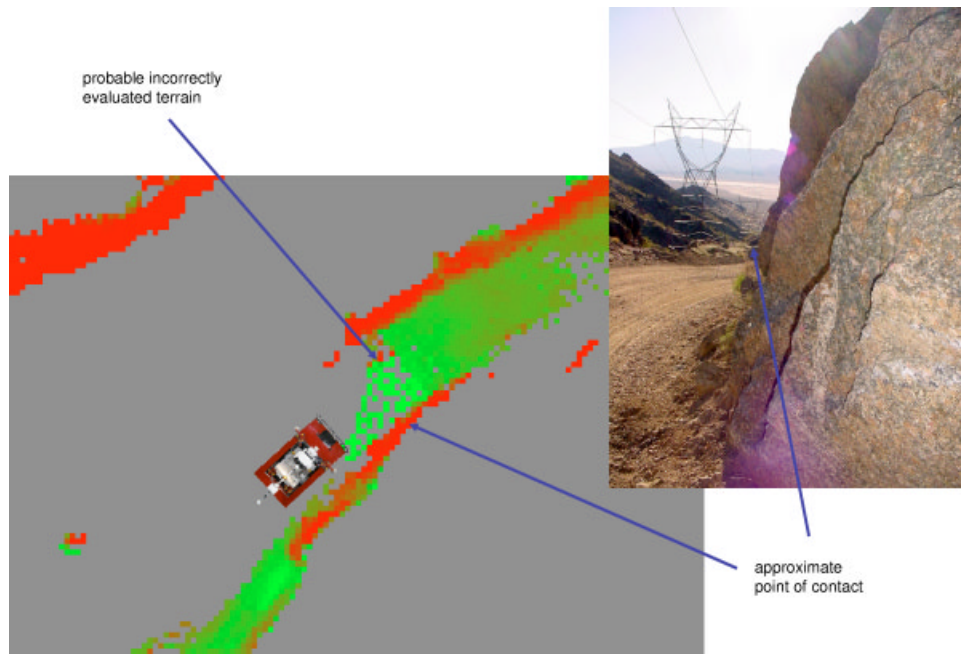 probable incorrectly
evaluated terrain
approximate
point of contact